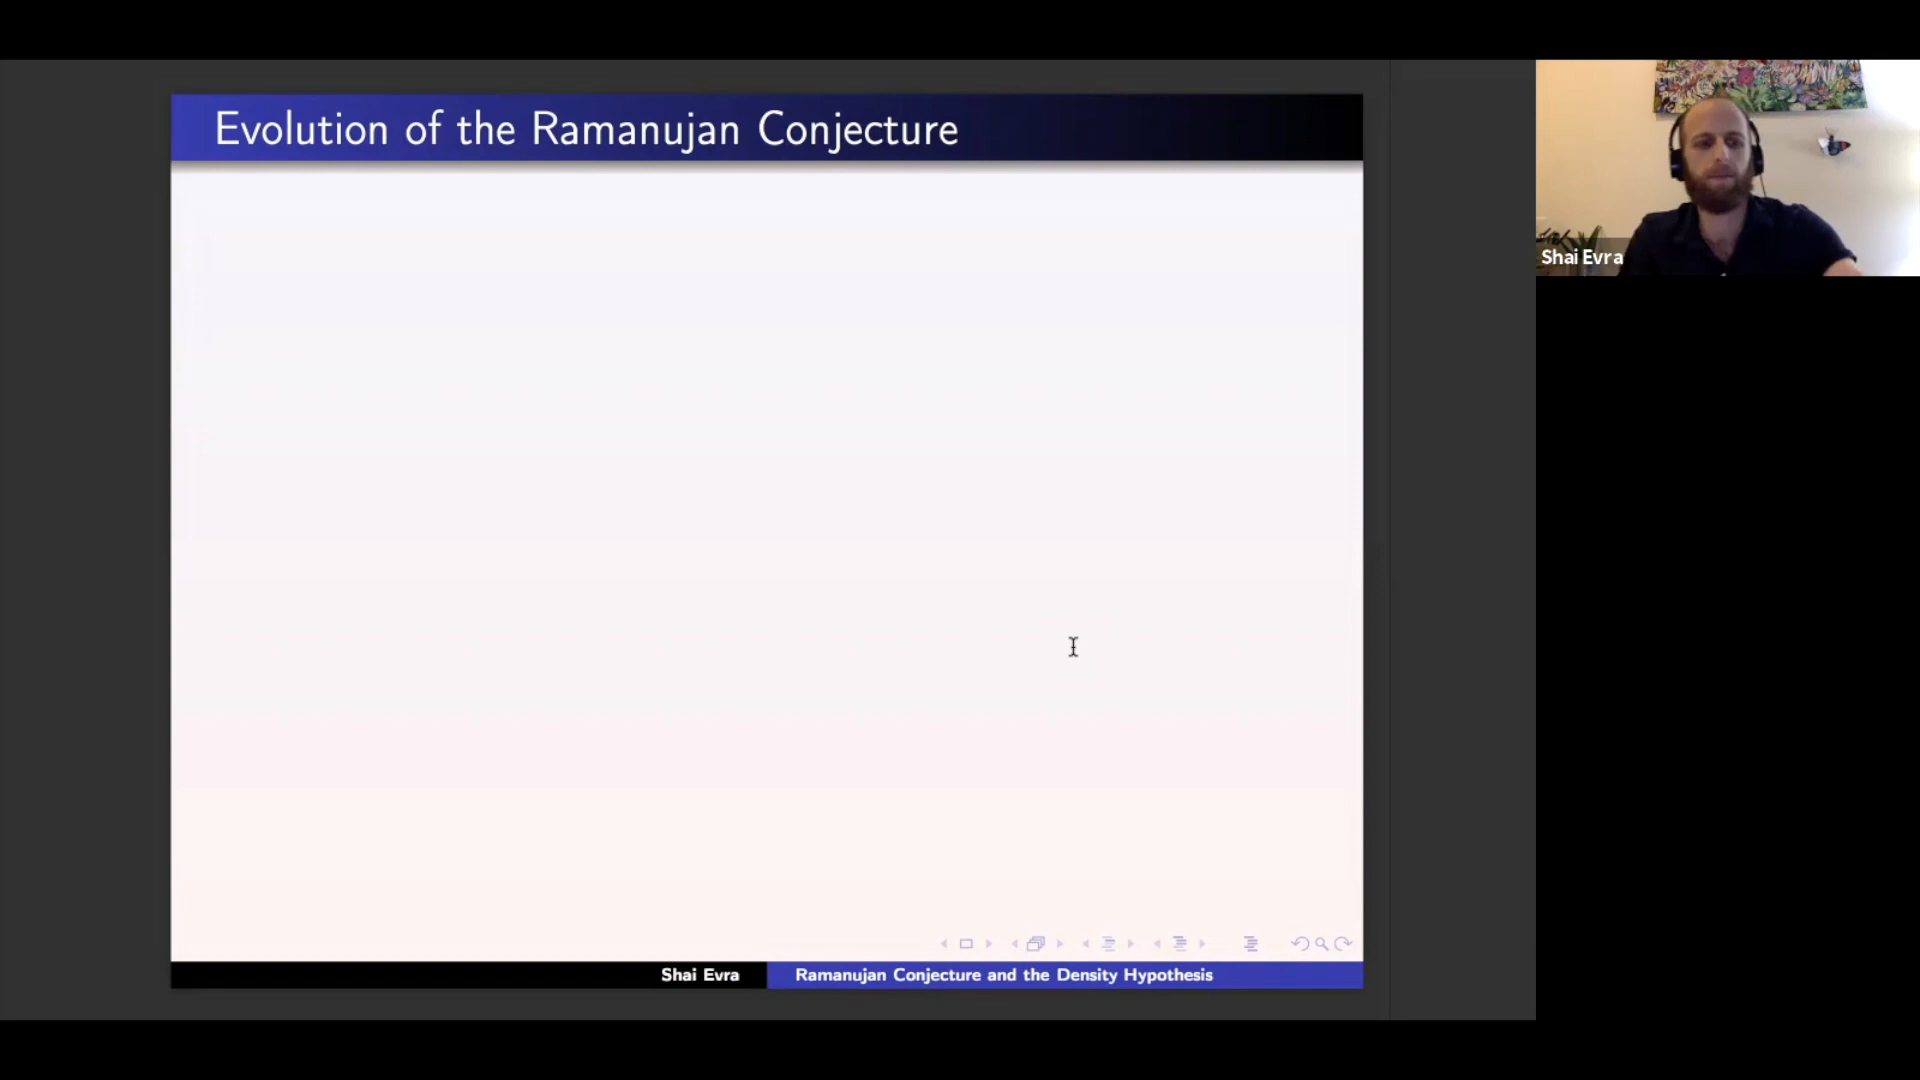 Evolution of the Ramanujan Conjecture
Shai Evra
Shai Evra
Ramanujan Conjecture and the Density Hypothesis